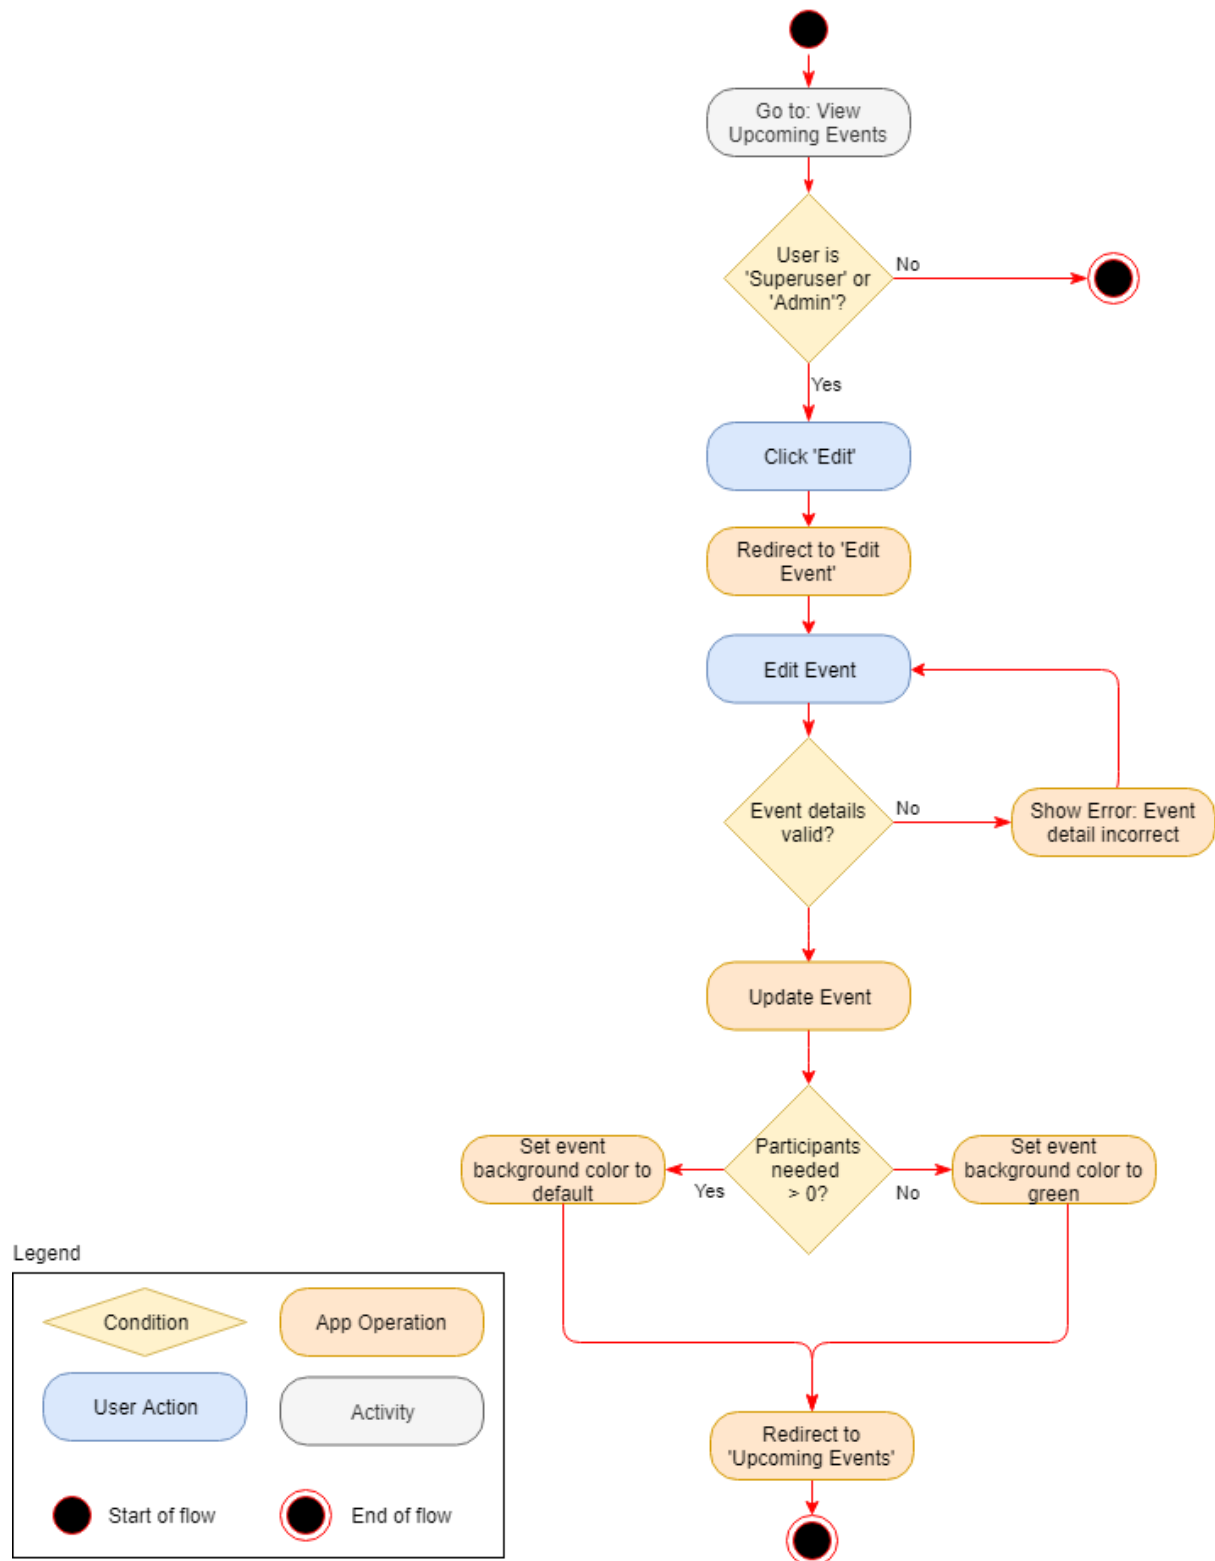 Go to: View
Upcoming Events
User is
'Superuser' or
'Admin'?
No
Yes
Click 'Edit'
Redirect to 'Edit
Event'
Edit Event
Event details
valid?
No
Show Error: Event
detail incorrect
Update Event
Set event
background color to
default
Yes
Participants
needed
> 0?
No
Set event
background color to
green
Legend
Condition
App Operation
User Action
Activity
Start of flow
End of flow
Redirect to
'Upcoming Events'